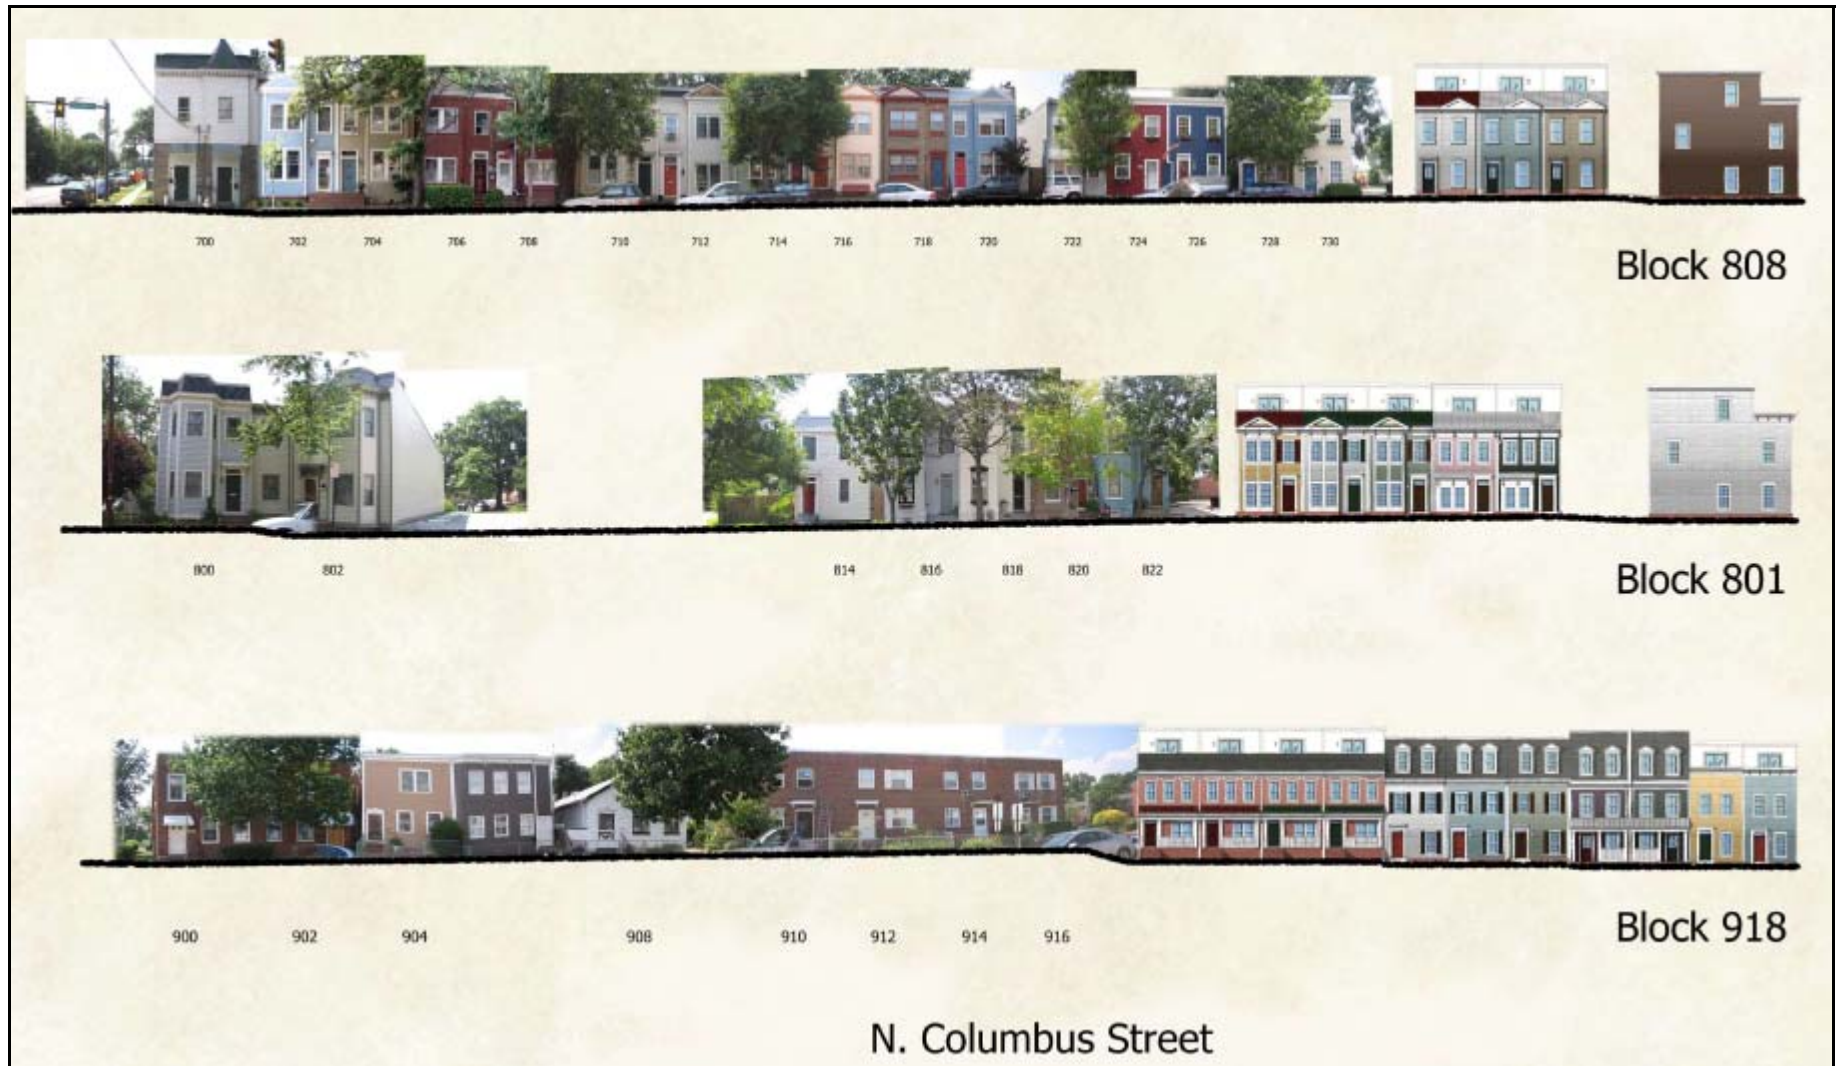 700 702 704 706 708 710 712 714 716 718 720 722 724 726 728 730
Block 808
800 802 814 816 818 820 822
Block 801
900 902 904 908 910 912 914 916
Block 918
N. Columbus Street